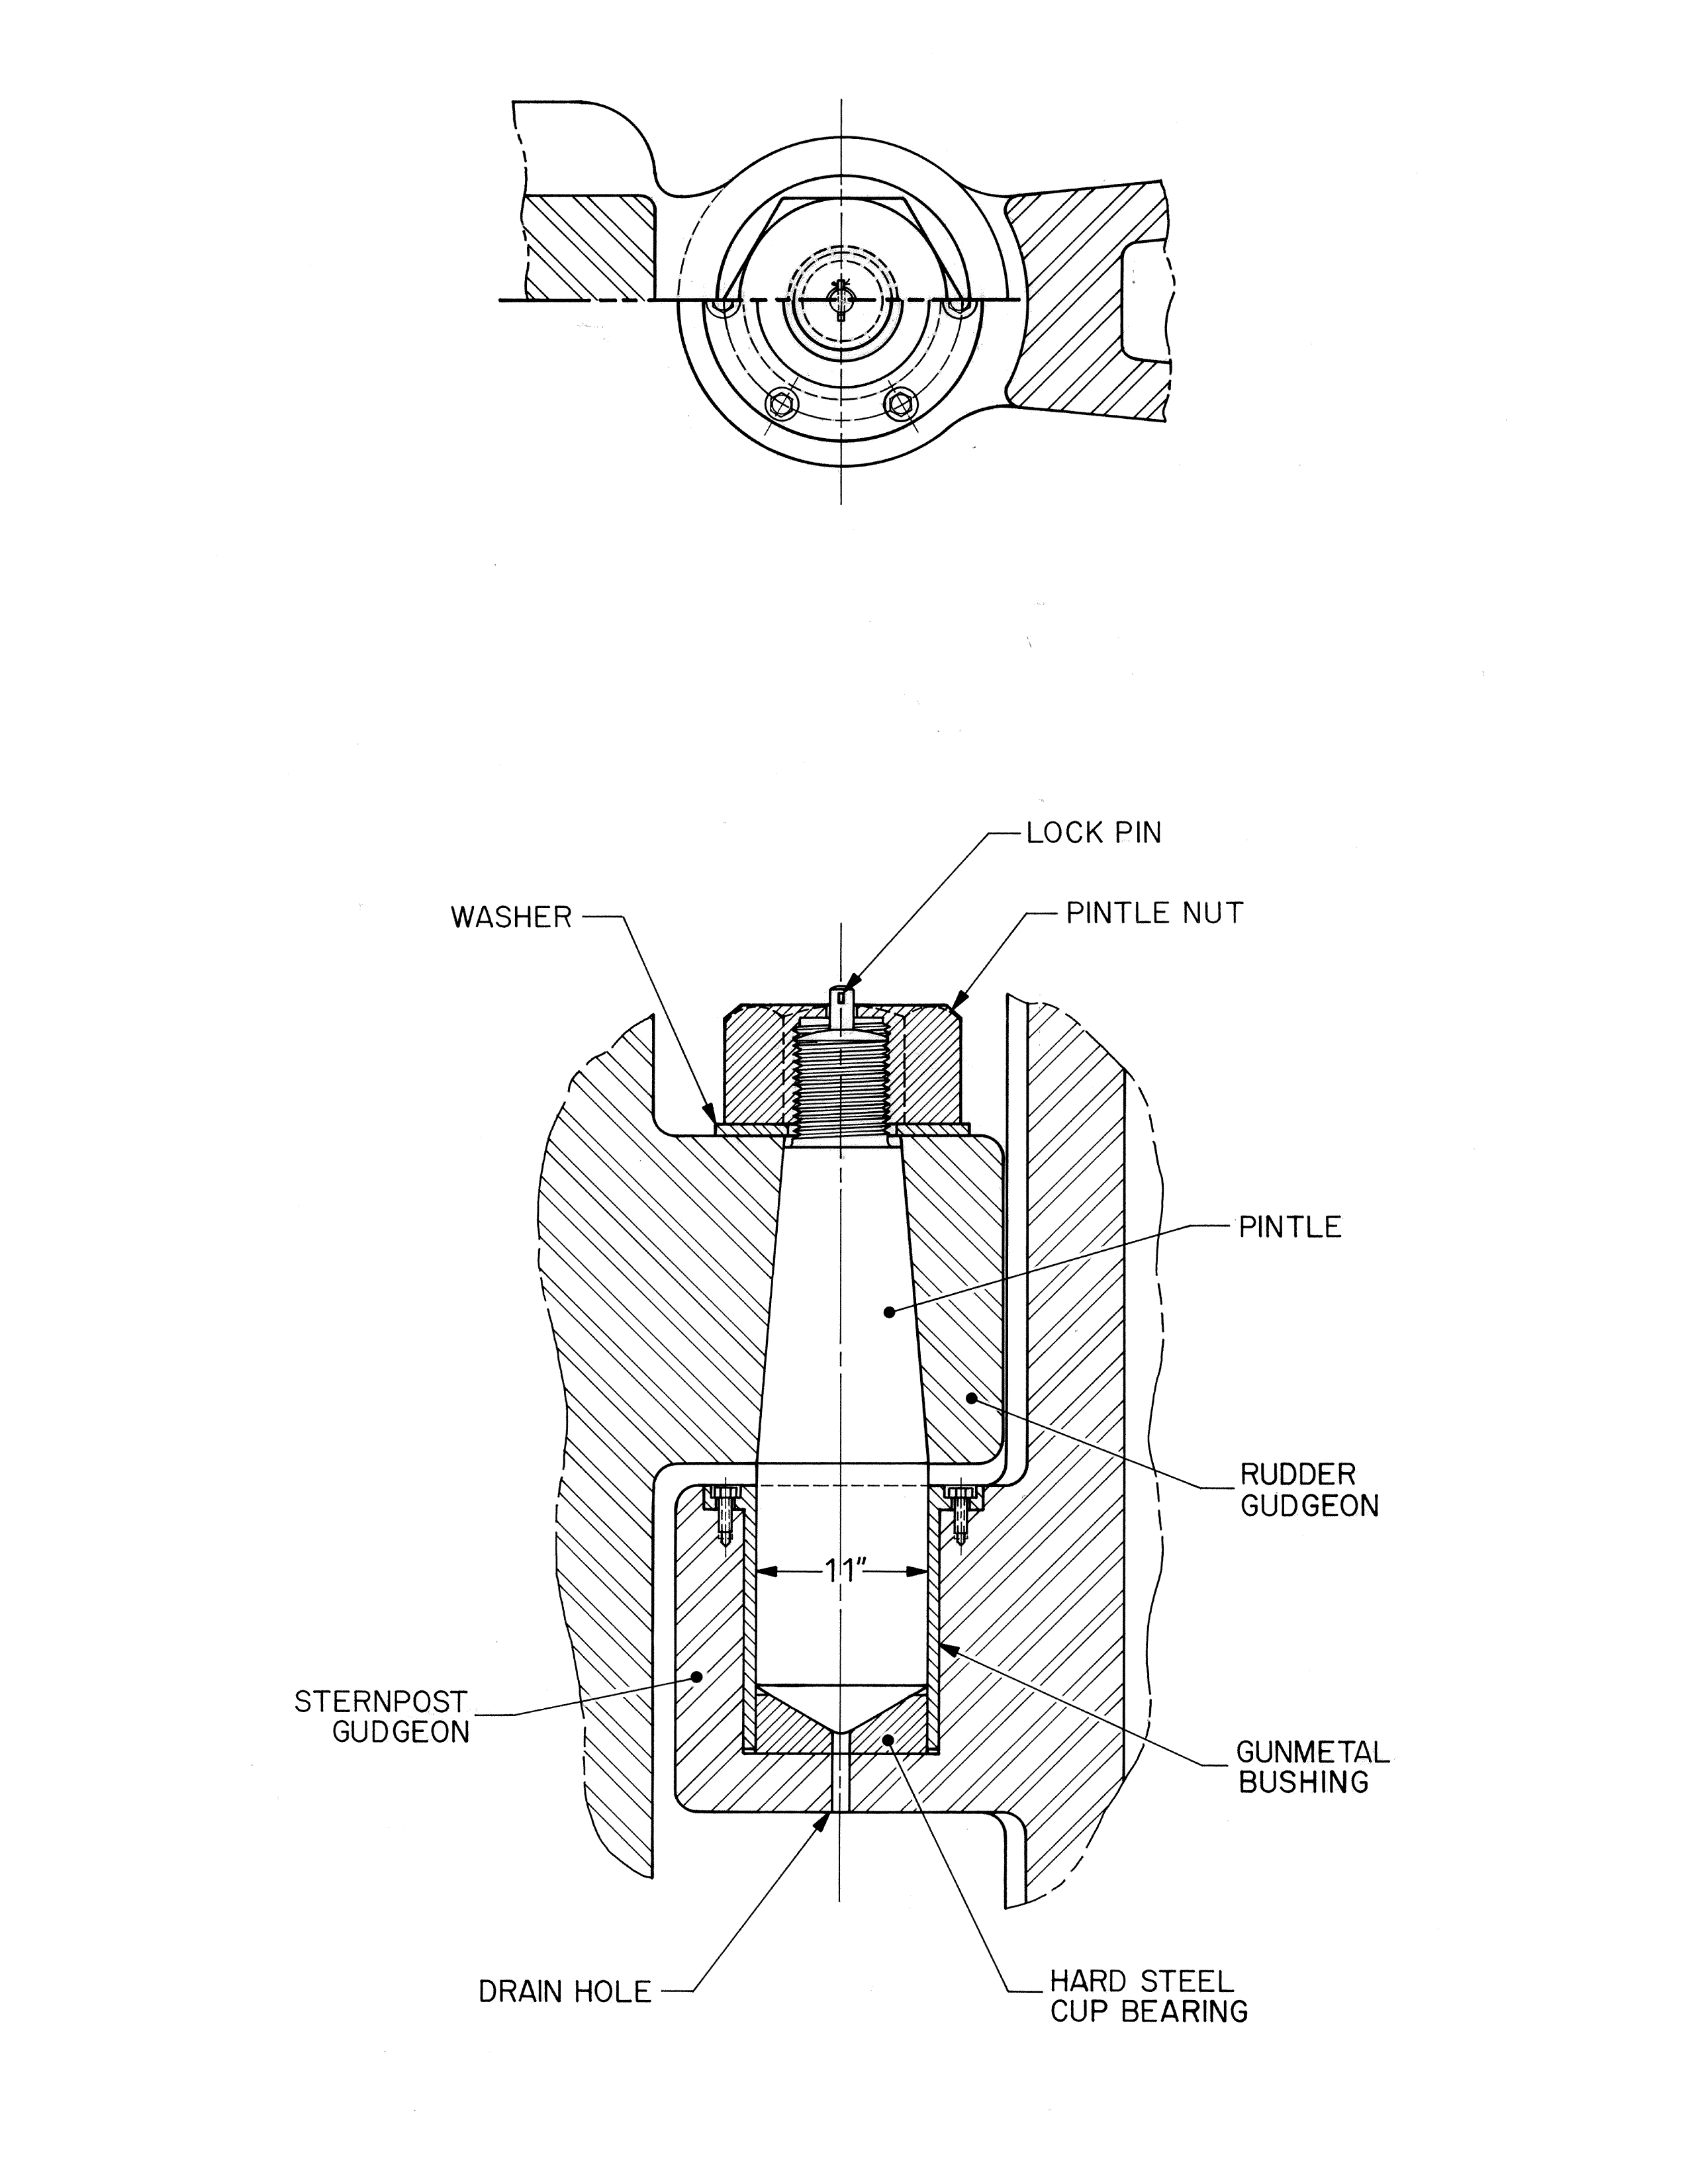 LOCK PIN
WASHER
PINTLE NUT
PINTLE
RUDDER
GUDGEON
11"
STERNPOST
GUDGEON
GUNMETAL
BUSHING
DRAIN HOLE
HARD STEEL
CUP BEARING